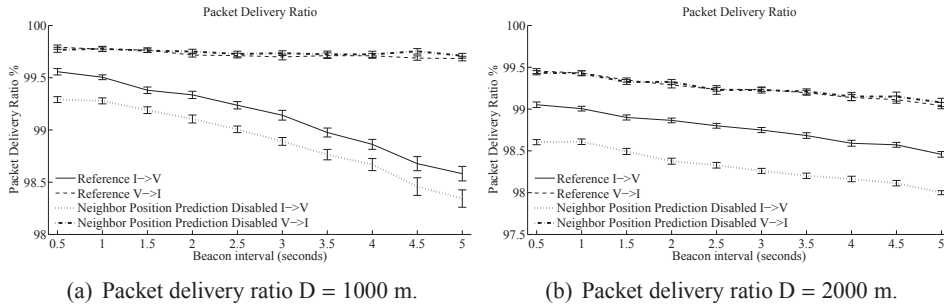 Packet Delivery Ratio
100
99.5
99
98.5
98
Packet Delivery Ratio %
Reference I−>V
Reference V−>I
Neighbor Position Prediction Disabled I−>V
Neighbor Position Prediction Disabled V−>I
0.5 1 1.5 2 2.5 3 3.5 4 4.5 5
Beacon interval (seconds)
(a) Packet delivery ratio D = 1000 m.
Packet Delivery Ratio
100
99.5
99
98.5
98
97.5
Packet Delivery Ratio %
Reference I−>V
Reference V−>I
Neighbor Position Prediction Disabled I−>V
Neighbor Position Prediction Disabled V−>I
0.5 1 1.5 2 2.5 3 3.5 4 4.5 5
Beacon interval (seconds)
(b) Packet delivery ratio D = 2000 m.